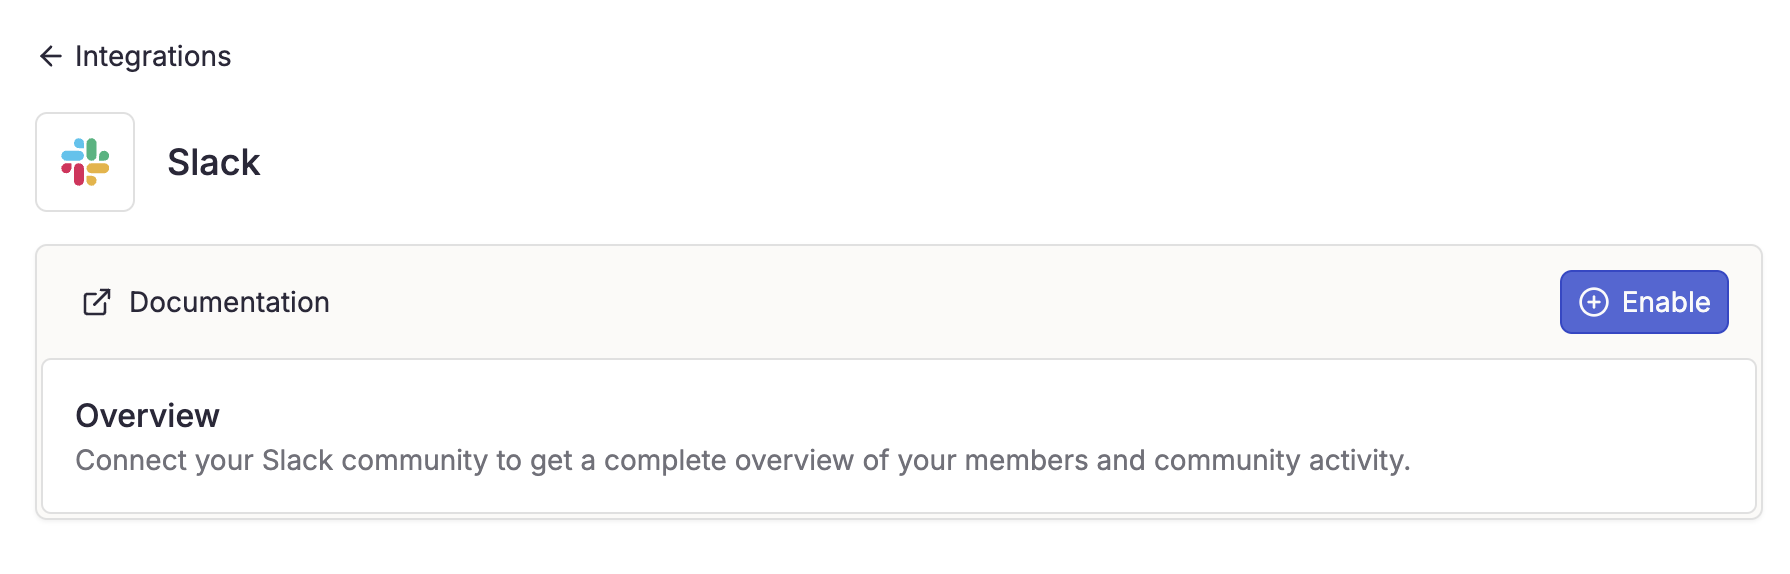 Integrations
Slack
Documentation
Enable
Overview
Connect your Slack community to get a complete overview of your members and community activity.